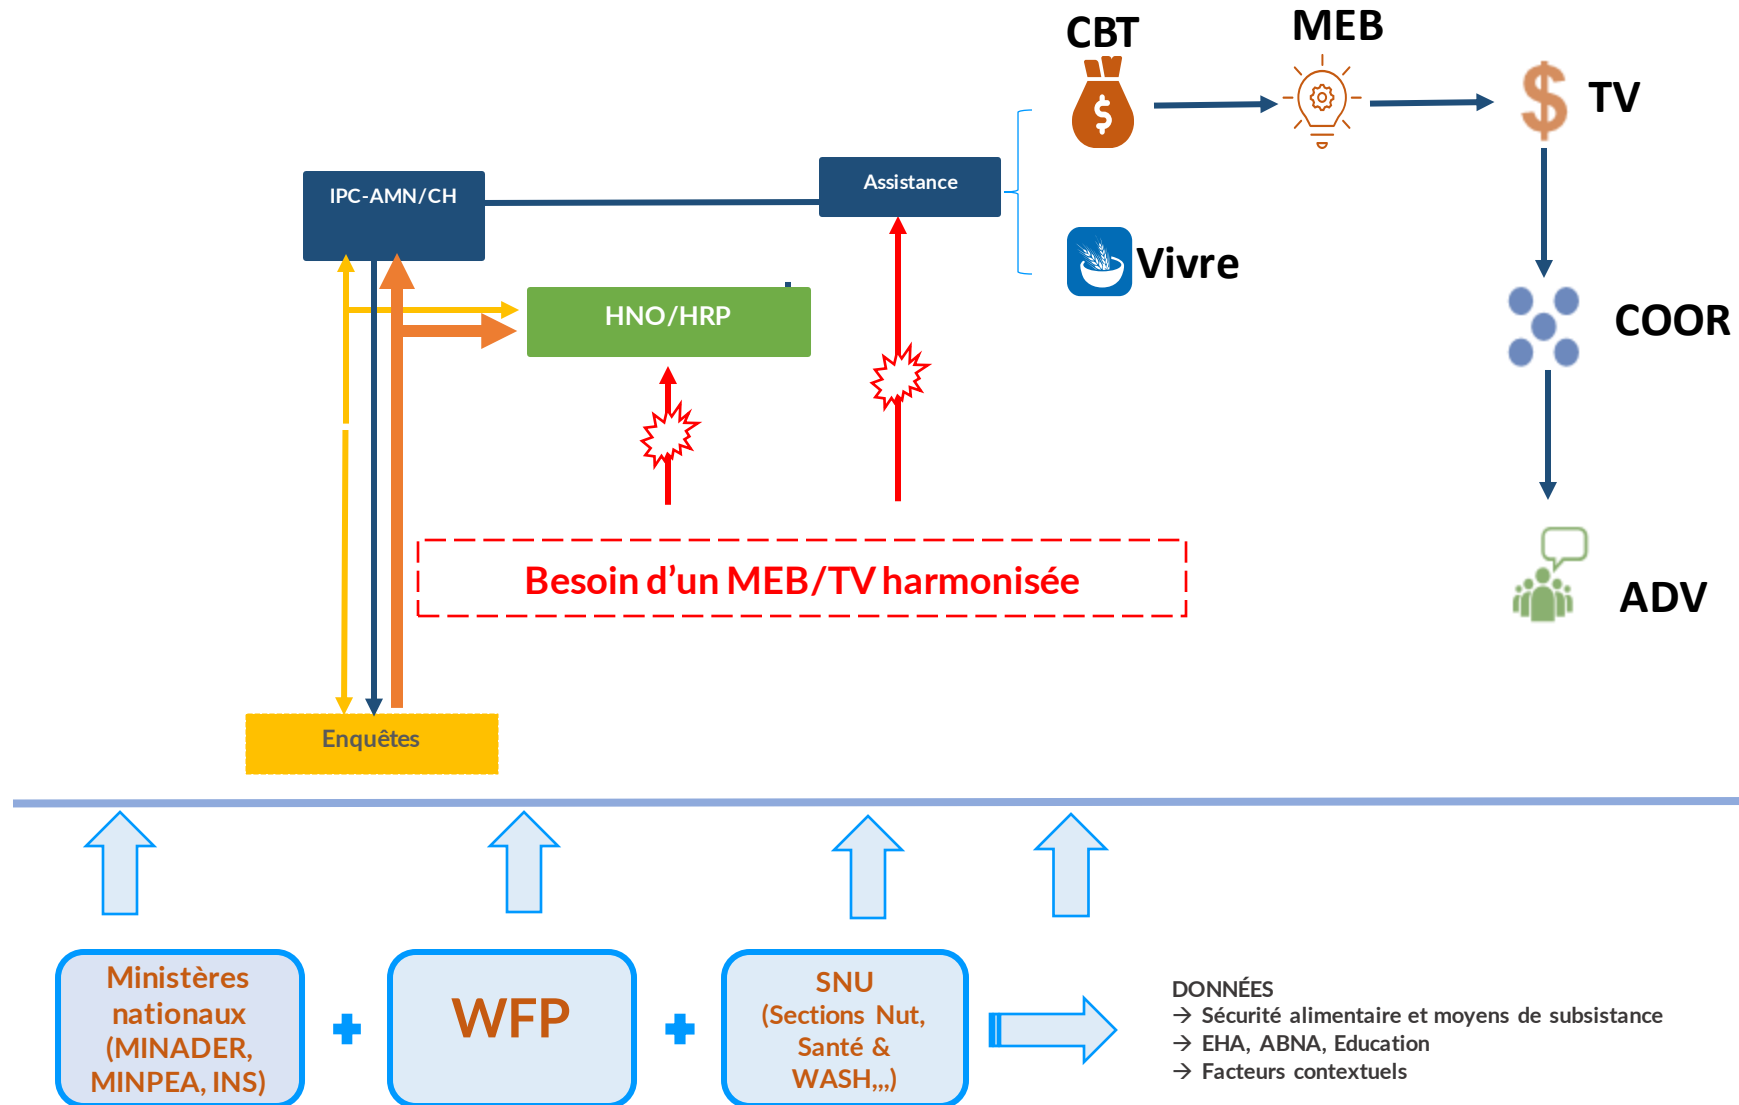 CBT
MEB
TV
IPC-AMN/CH
Assistance
Vivre
HNO/HRP
COOR
Besoin d’un MEB/TV harmonisée
ADV
Enquêtes
Ministères
nationaux
(MINADER,
MINPEA, INS)
WFP
SNU
(Sections Nut,
Santé &
WASH,,,)
DONNÉES
→ Sécurité alimentaire et moyens de subsistance
→ EHA, ABNA, Education
→ Facteurs contextuels